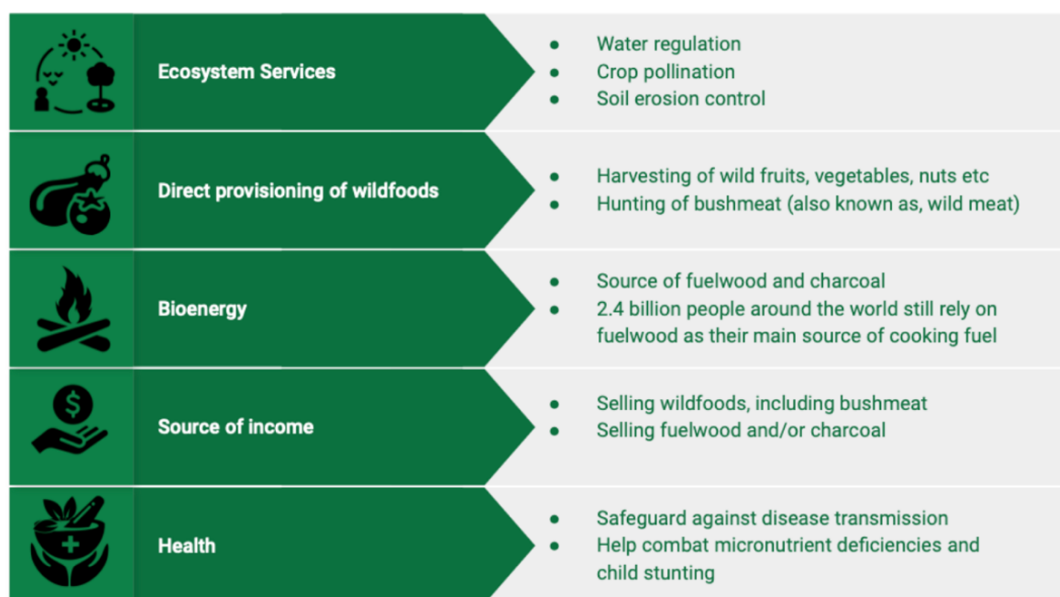 Ecosystem Services
● Water regulation
● Crop pollination
● Soil erosion control
Direct provisioning of wildfoods
● Harvesting of wild fruits, vegetables, nuts etc
● Hunting of bushmeat (also known as, wild meat)
Bioenergy
● Source of fuelwood and charcoal
● 2.4 billion people around the world still rely on
fuelwood as their main source of cooking fuel
Source of income
● Selling wildfoods, including bushmeat
● Selling fuelwood and/or charcoal
Health
● Safeguard against disease transmission
● Help combat micronutrient deficiencies and
child stunting